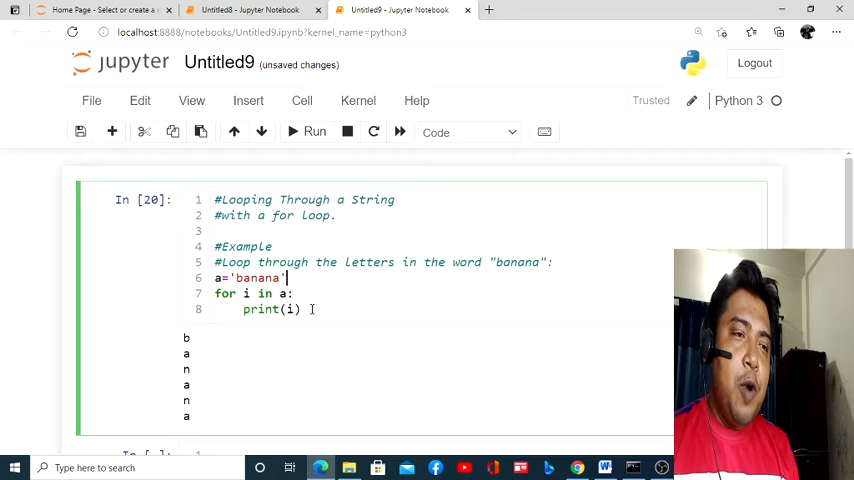 Home Page - Select or create a n
Untitled8 - Jupyter Notebook
Untitled9 - Jupyter Notebook
localhost:8888/notebooks/Untitled9.ipynb?kernel_name=python3
jupyter Untitled9 (unsaved changes)
Logout
File Edit View Insert Cell Kernel Help
Trusted
Python 3
Run
Code
In [20]:
1 #Looping Through a String
2 #with a for loop.
3
4 #Example
5 #Loop through the letters in the word "banana":
6 a='banana'
7 for i in a:
8 print(i)
b
a
n
a
n
a
Type here to search